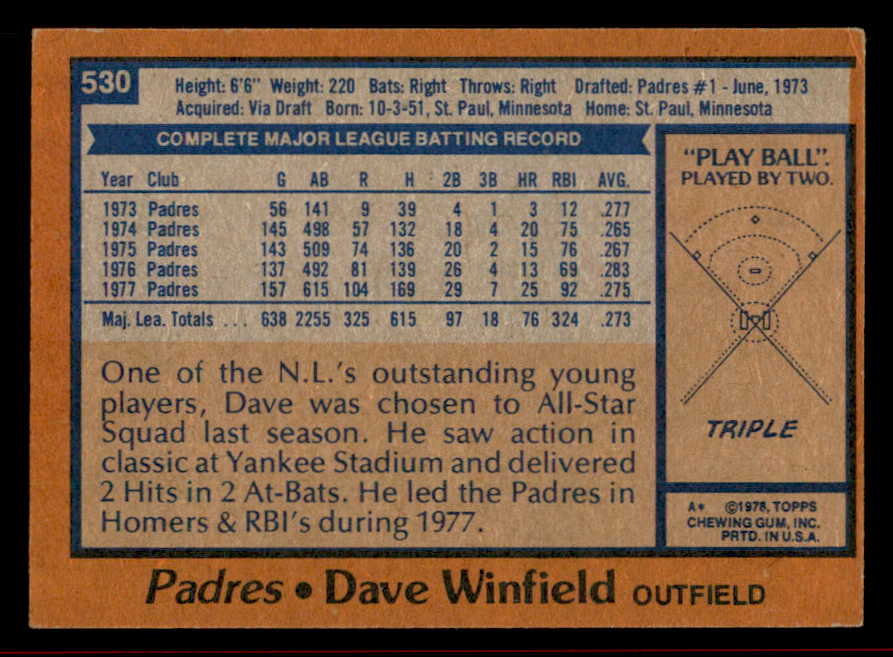 530
Height: 6'6" Weight: 220 Bats: Right Throws: Right Drafted: Padres #1 - June, 1973
Acquired: Via Draft Born: 10-3-51, St. Paul, Minnesota Home: St. Paul, Minnesota
COMPLETE MAJOR LEAGUE BATTING RECORD
Year Club G AB R H 2B 3B HR RBI AVG.
1973 Padres 56 141 9 39 4 1 3 12 .277
1974 Padres 145 498 57 132 18 4 20 75 .265
1975 Padres 143 509 74 136 20 2 15 76 .267
1976 Padres 137 492 81 139 26 4 13 69 .283
1977 Padres 157 615 104 169 29 7 25 92 .275
Maj. Lea. Totals ... 638 2255 325 615 97 18 76 324 .273
One of the N.L.'s outstanding young
players, Dave was chosen to All-Star
Squad last season. He saw action in
classic at Yankee Stadium and delivered
2 Hits in 2 At-Bats. He led the Padres in
Homers & RBI's during 1977.
"PLAY BALL".
PLAYED BY TWO.
TRIPLE
A* ©1978, TOPPS
CHEWING GUM, INC.
PRTD. IN U.S.A.
Padres • Dave Winfield OUTFIELD